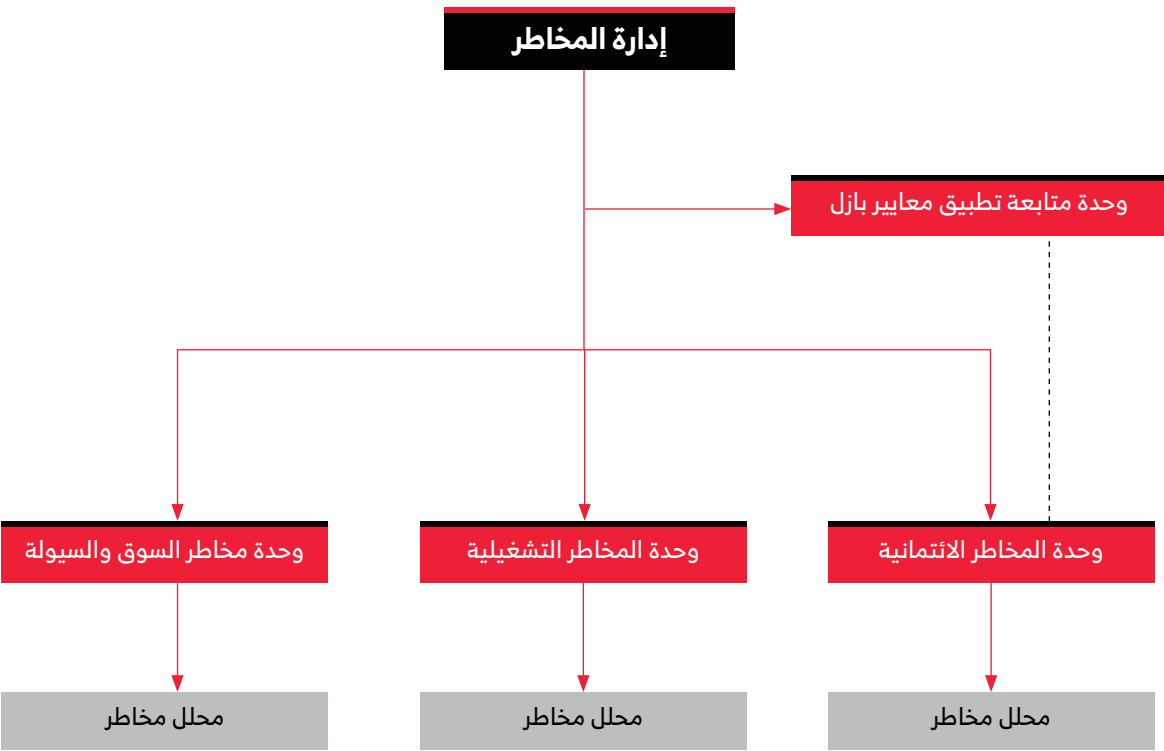 إدارة المخاطر
وحدة متابعة تطبيق معايير بازل
وحدة المخاطر الائتمانية
وحدة المخاطر التشغيلية
وحدة مخاطر السوق والسيولة
محلل مخاطر
محلل مخاطر
محلل مخاطر